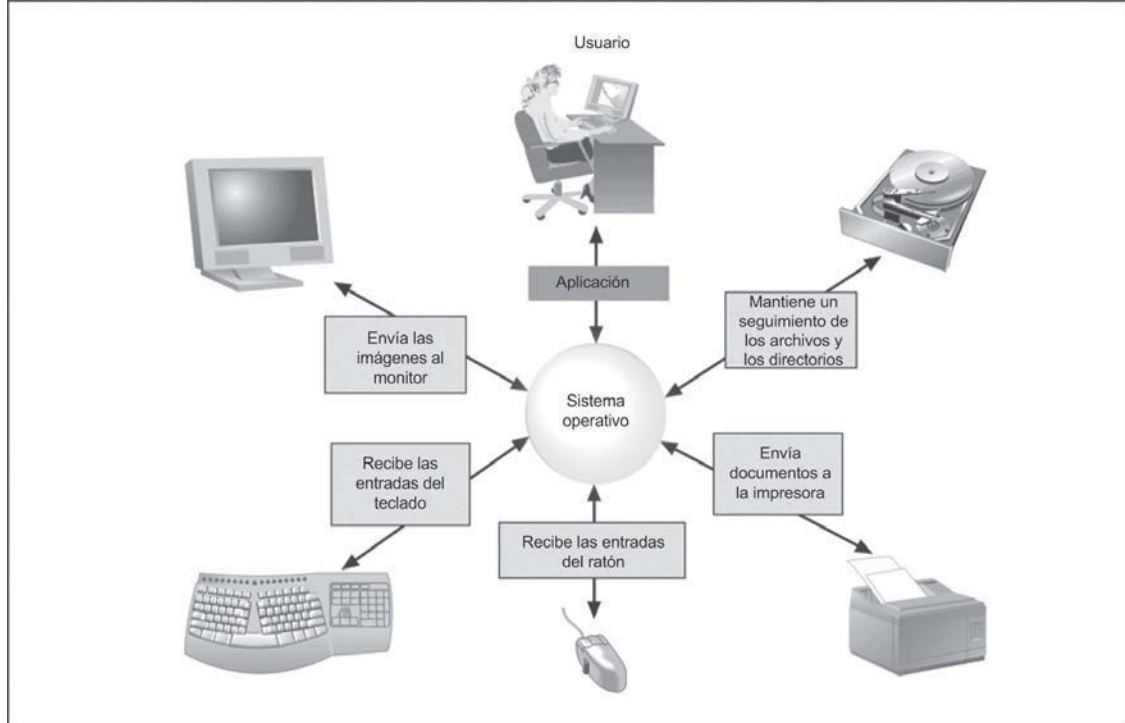 Usuario
Aplicación
Mantiene un
seguimiento de
los archivos y
los directorios
Envía las
imágenes al
monitor
Sistema
operativo
Recibe las
entradas del
teclado
Envía
documentos a
la impresora
Recibe las entradas
del ratón